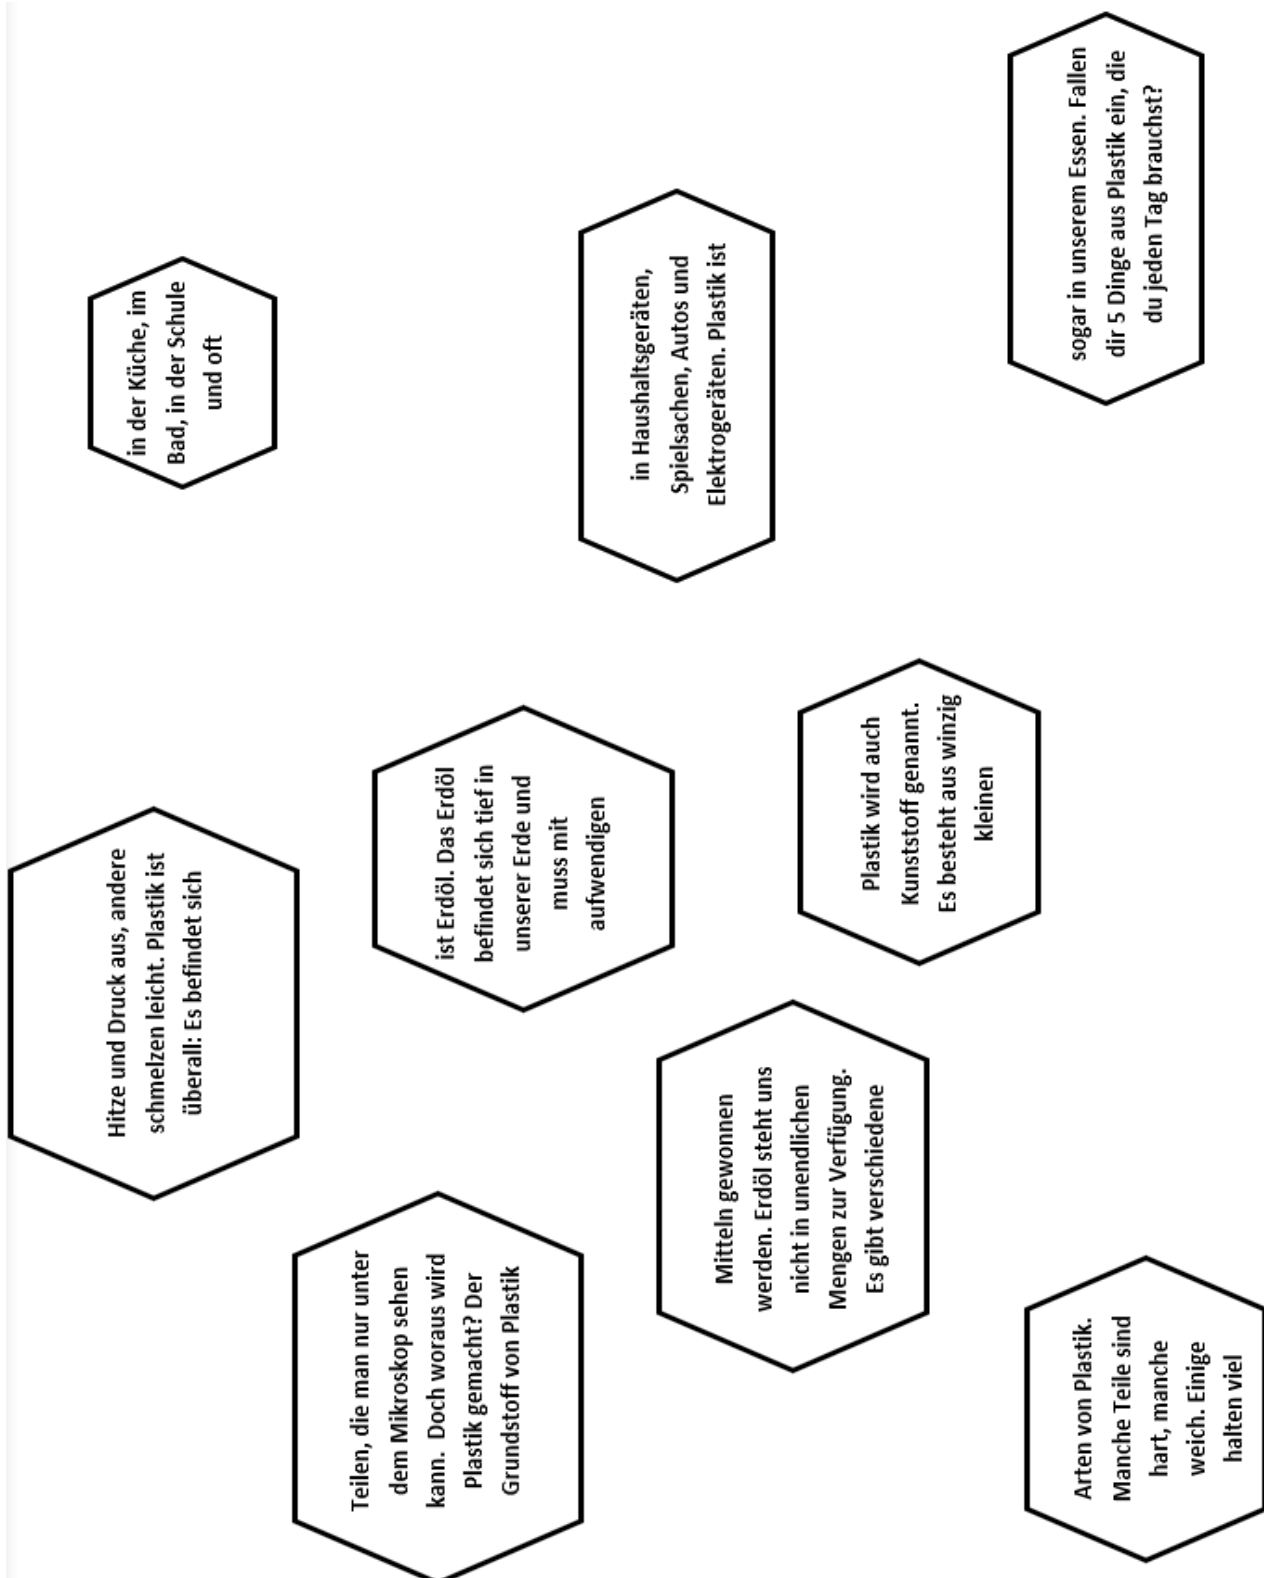 Hitze und Druck aus, andere
schmelzen leicht. Plastik ist
überall: Es befindet sich
in der Küche, im
Bad, in der Schule
und oft
Teilen, die man nur unter
dem Mikroskop sehen
kann. Doch woraus wird
Plastik gemacht? Der
Grundstoff von Plastik
ist Erdöl. Das Erdöl
befindet sich tief in
unserer Erde und
muss mit
aufwendigen
in Haushaltsgeräten,
Spielsachen, Autos und
Elektrogeräten. Plastik ist
Mitteln gewonnen
werden. Erdöl steht uns
nicht in unendlichen
Mengen zur Verfügung.
Es gibt verschiedene
Plastik wird auch
Kunststoff genannt.
Es besteht aus winzig
kleinen
Arten von Plastik.
Manche Teile sind
hart, manche
weich. Einige
halten viel
sogar in unserem Essen. Fallen
dir 5 Dinge aus Plastik ein, die
du jeden Tag brauchst?